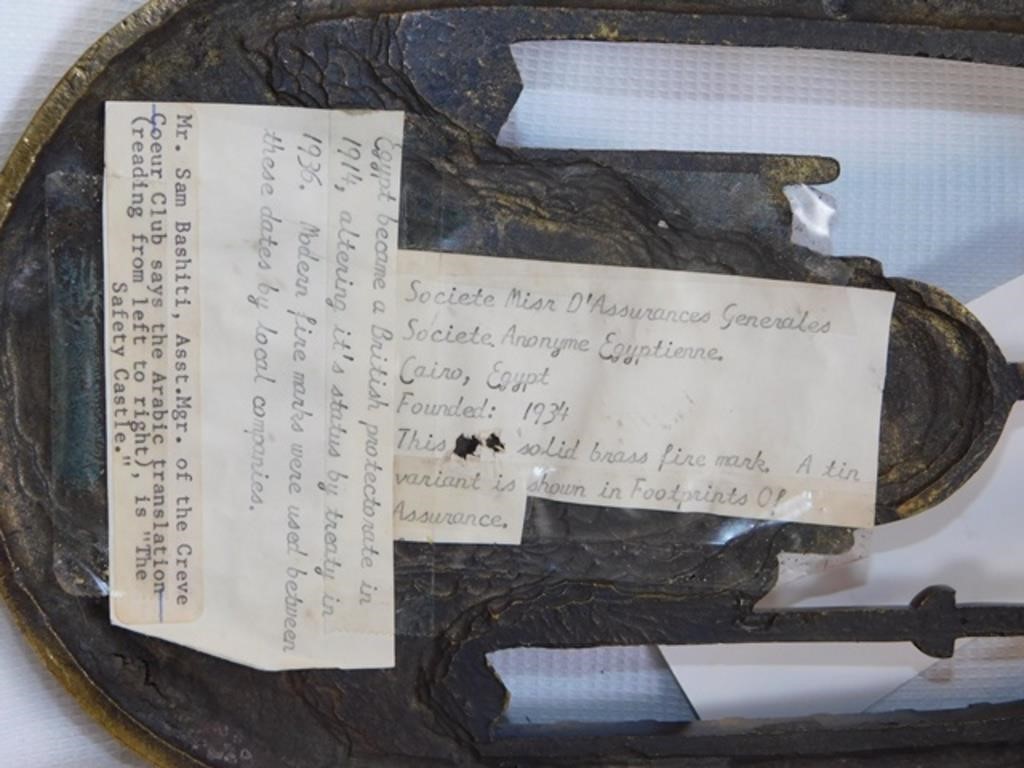 Societe Misr D'Assurances Generales
Societe Anonyme Egyptienne.
Cairo, Egypt
Founded: 1934
This solid brass fire mark. A tin
variant is shown in Footprints Of
Assurance.
Egypt became a British protectorate in
1914, altering it's status by treaty in
1936. Modern fire marks were used between
these dates by local companies.
Mr. Sam Bashiti, Asst.Mgr. of the Creve
Coeur Club says the Arabic translation
(reading from left to right), is "The
Safety Castle."